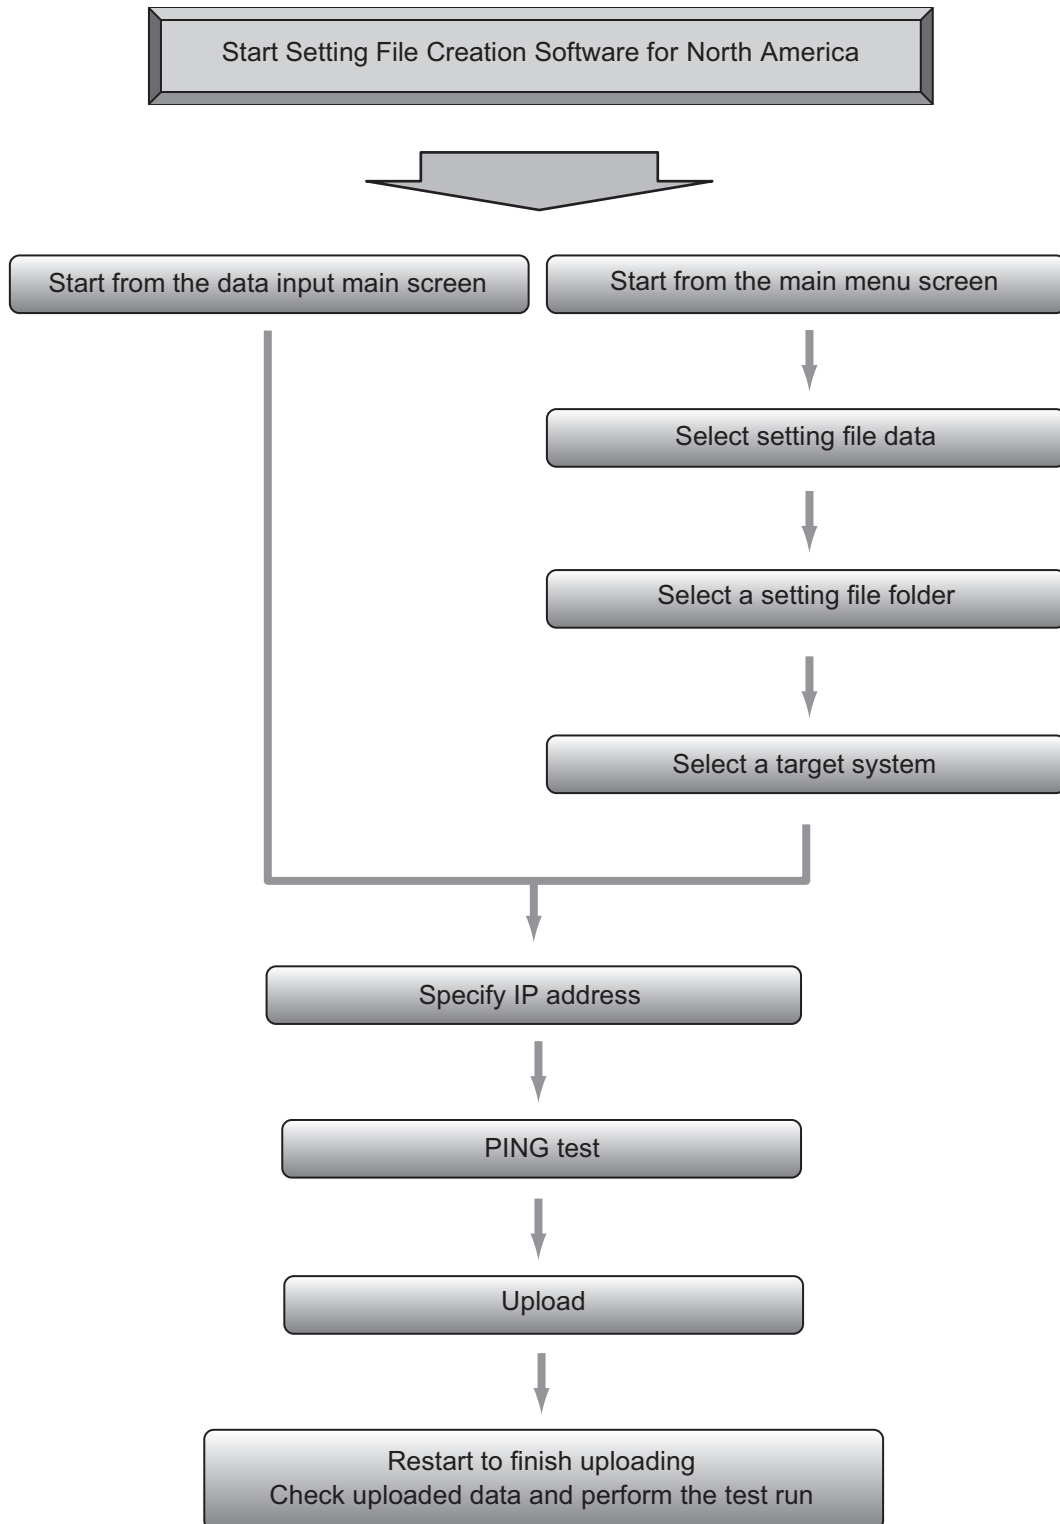 Start Setting File Creation Software for North America
Start from the data input main screen
Start from the main menu screen
Select setting file data
Select a setting file folder
Select a target system
Specify IP address
PING test
Upload
Restart to finish uploading
Check uploaded data and perform the test run